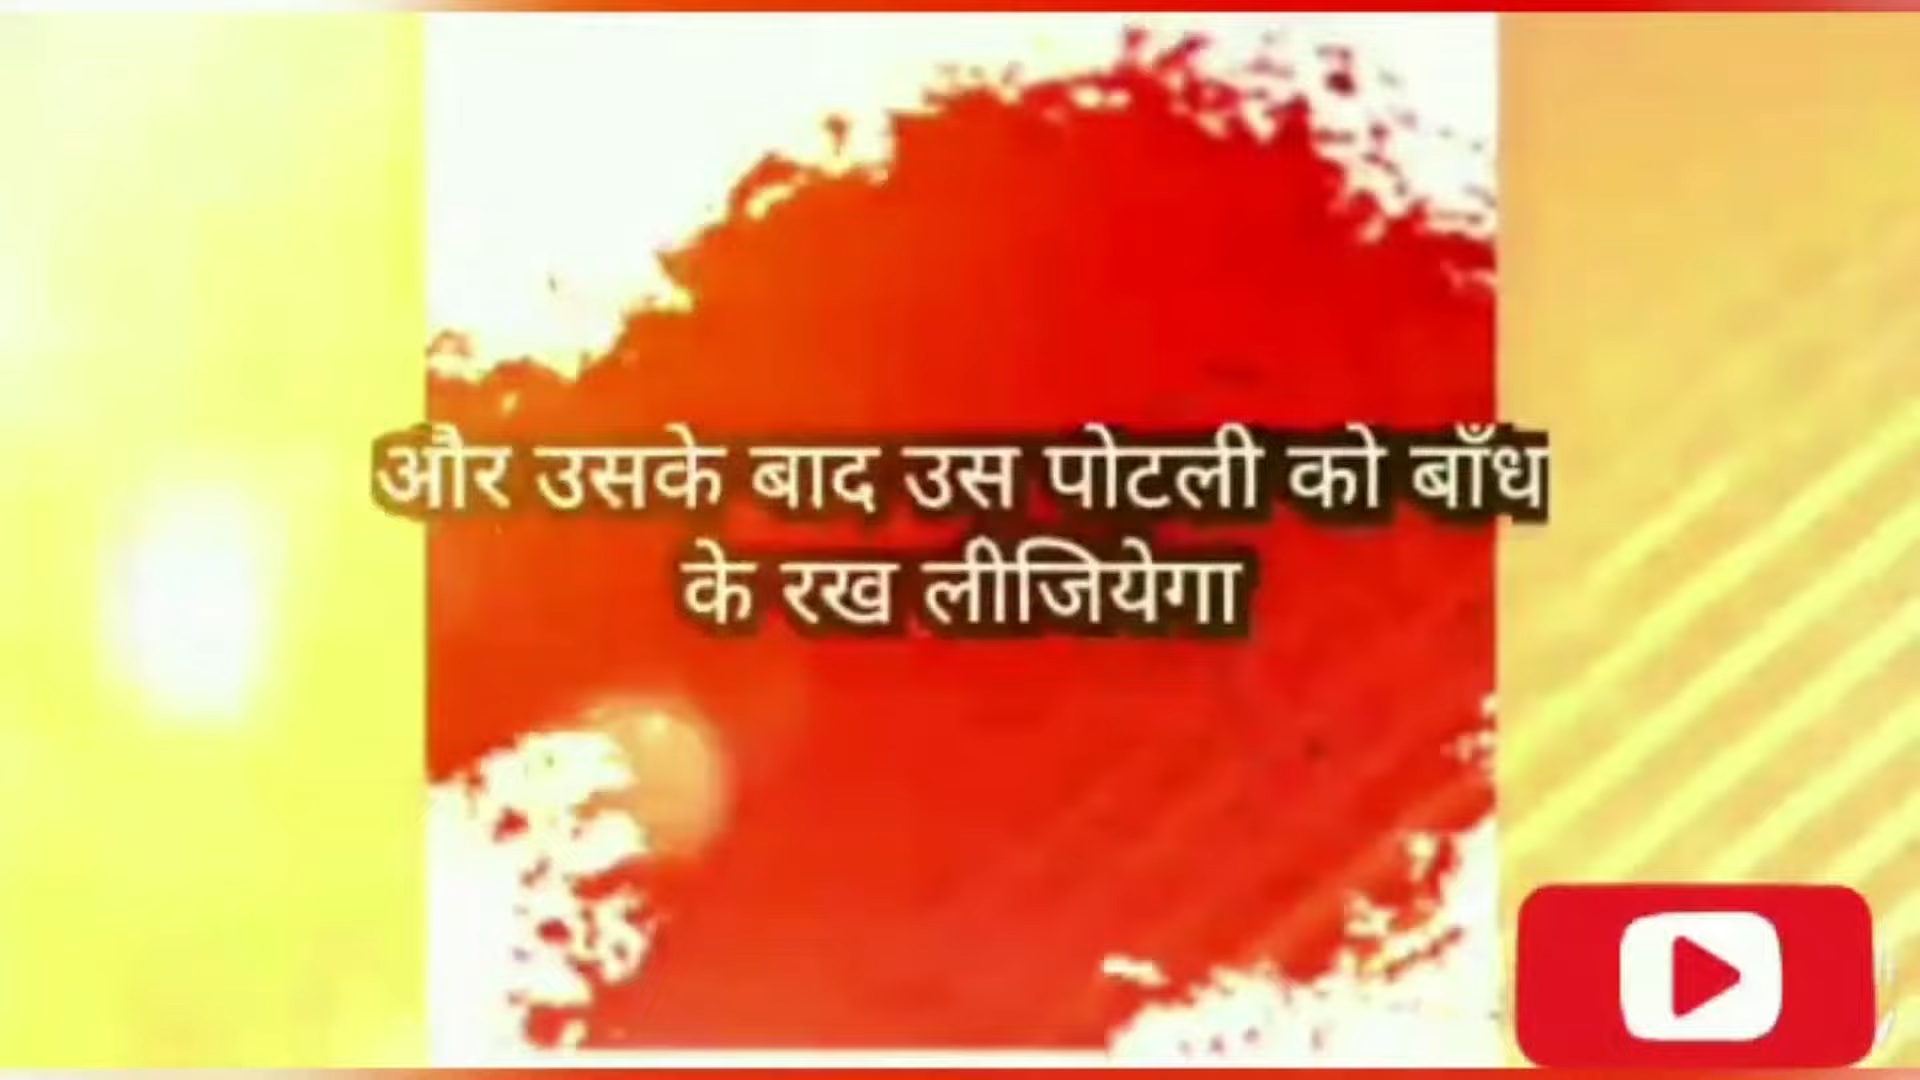 और उसके बाद उस पोटली को बाँध
के रख लीजियेगा